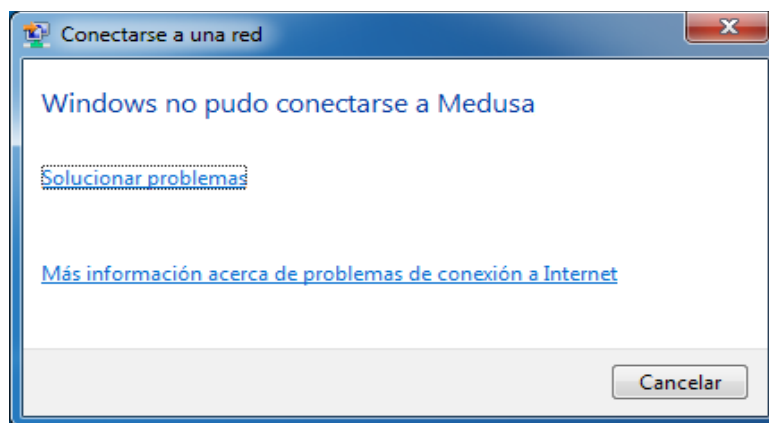 Conectarse a una red
Windows no pudo conectarse a Medusa
Solucionar problemas
Más información acerca de problemas de conexión a Internet
Cancelar